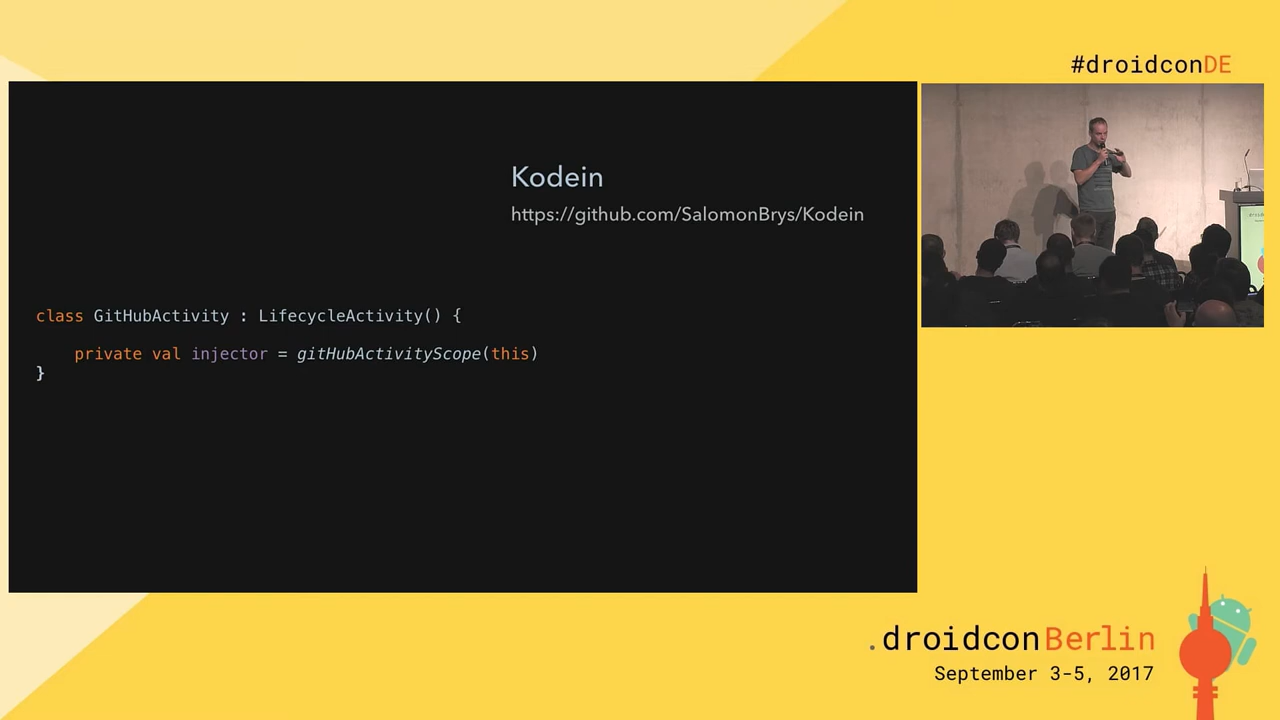 #droidconDE
Kodein
https://github.com/SalomonBrys/Kodein
class GitHubActivity : LifecycleActivity() {
private val injector = gitHubActivityScope(this)
}
.droidconBerlin
September 3-5, 2017